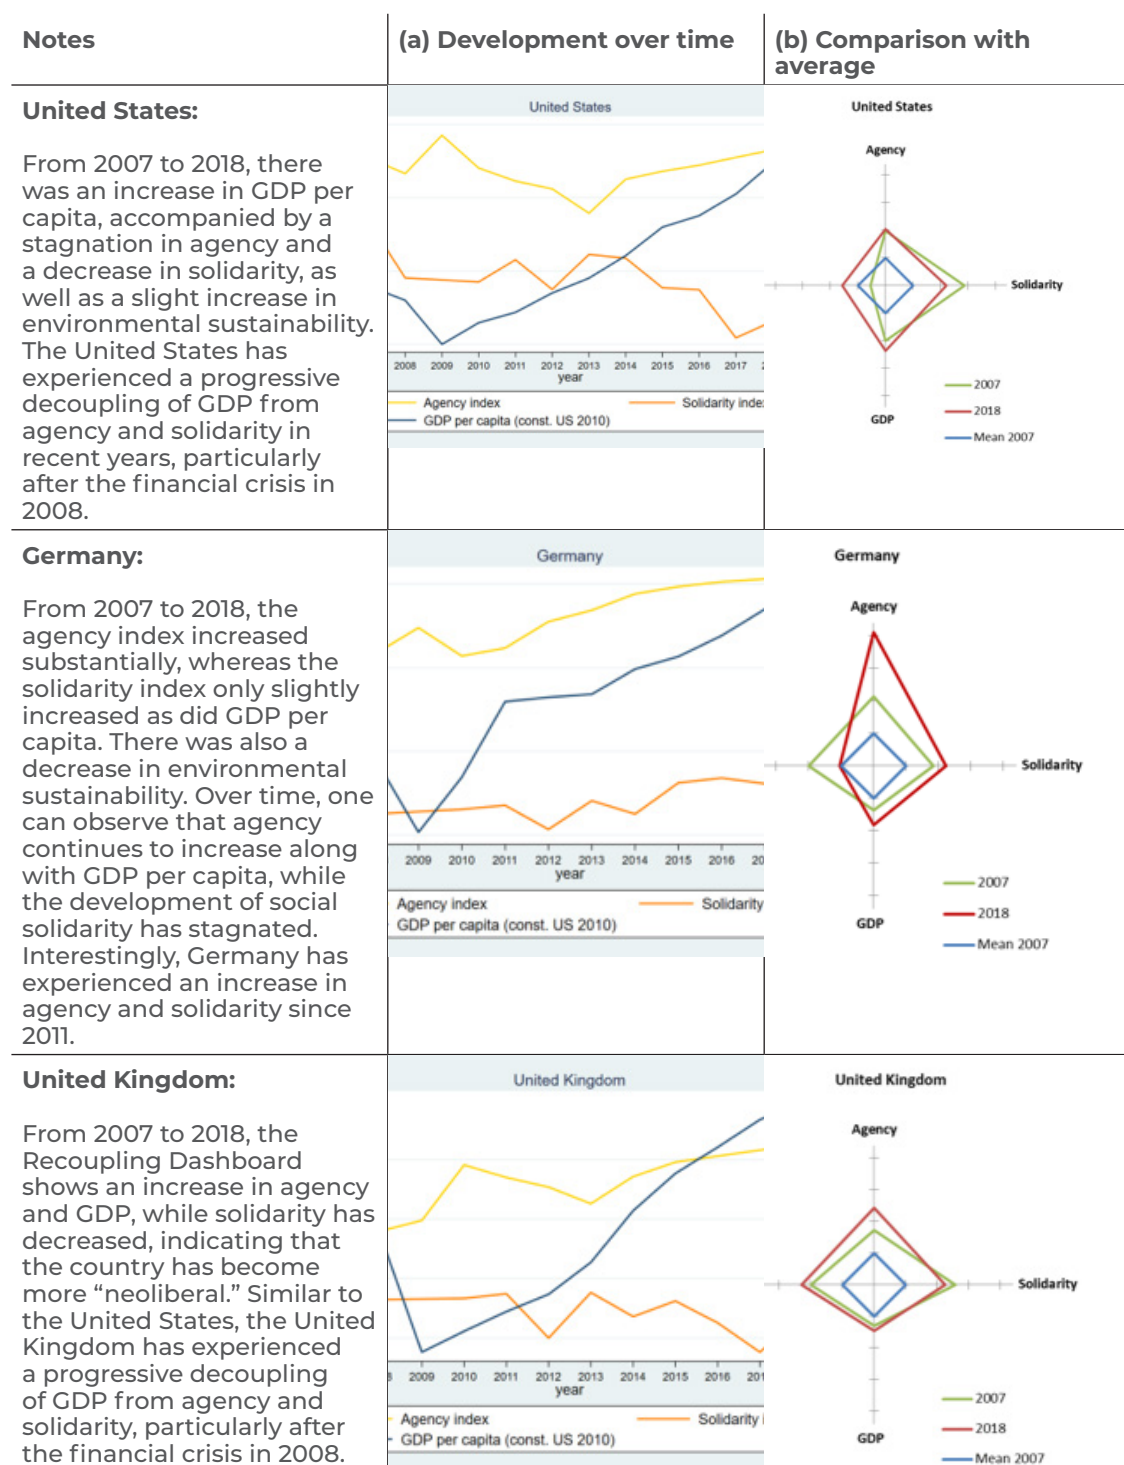 Notes
(a) Development over time
(b) Comparison with
average
United States:
From 2007 to 2018, there
was an increase in GDP per
capita, accompanied by a
stagnation in agency and
a decrease in solidarity, as
well as a slight increase in
environmental sustainability.
The United States has
experienced a progressive
decoupling of GDP from
agency and solidarity in
recent years, particularly
after the financial crisis in
2008.
United States
2008 2009 2010 2011 2012 2013 2014 2015 2016 2017
year
Agency index
Solidarity inde
GDP per capita (const. US 2010)
United States
Agency
Solidarity
GDP
2007
2018
Mean 2007
Germany:
From 2007 to 2018, the
agency index increased
substantially, whereas the
solidarity index only slightly
increased as did GDP per
capita. There was also a
decrease in environmental
sustainability. Over time, one
can observe that agency
continues to increase along
with GDP per capita, while
the development of social
solidarity has stagnated.
Interestingly, Germany has
experienced an increase in
agency and solidarity since
2011.
Germany
2009 2010 2011 2012 2013 2014 2015 2016 20
year
Agency index
Solidarity
GDP per capita (const. US 2010)
Germany
Agency
Solidarity
GDP
2007
2018
Mean 2007
United Kingdom:
From 2007 to 2018, the
Recoupling Dashboard
shows an increase in agency
and GDP, while solidarity has
decreased, indicating that
the country has become
more “neoliberal.” Similar to
the United States, the United
Kingdom has experienced
a progressive decoupling
of GDP from agency and
solidarity, particularly after
the financial crisis in 2008.
United Kingdom
2009 2010 2011 2012 2013 2014 2015 2016 201
year
Agency index
Solidarity
GDP per capita (const. US 2010)
United Kingdom
Agency
Solidarity
GDP
2007
2018
Mean 2007